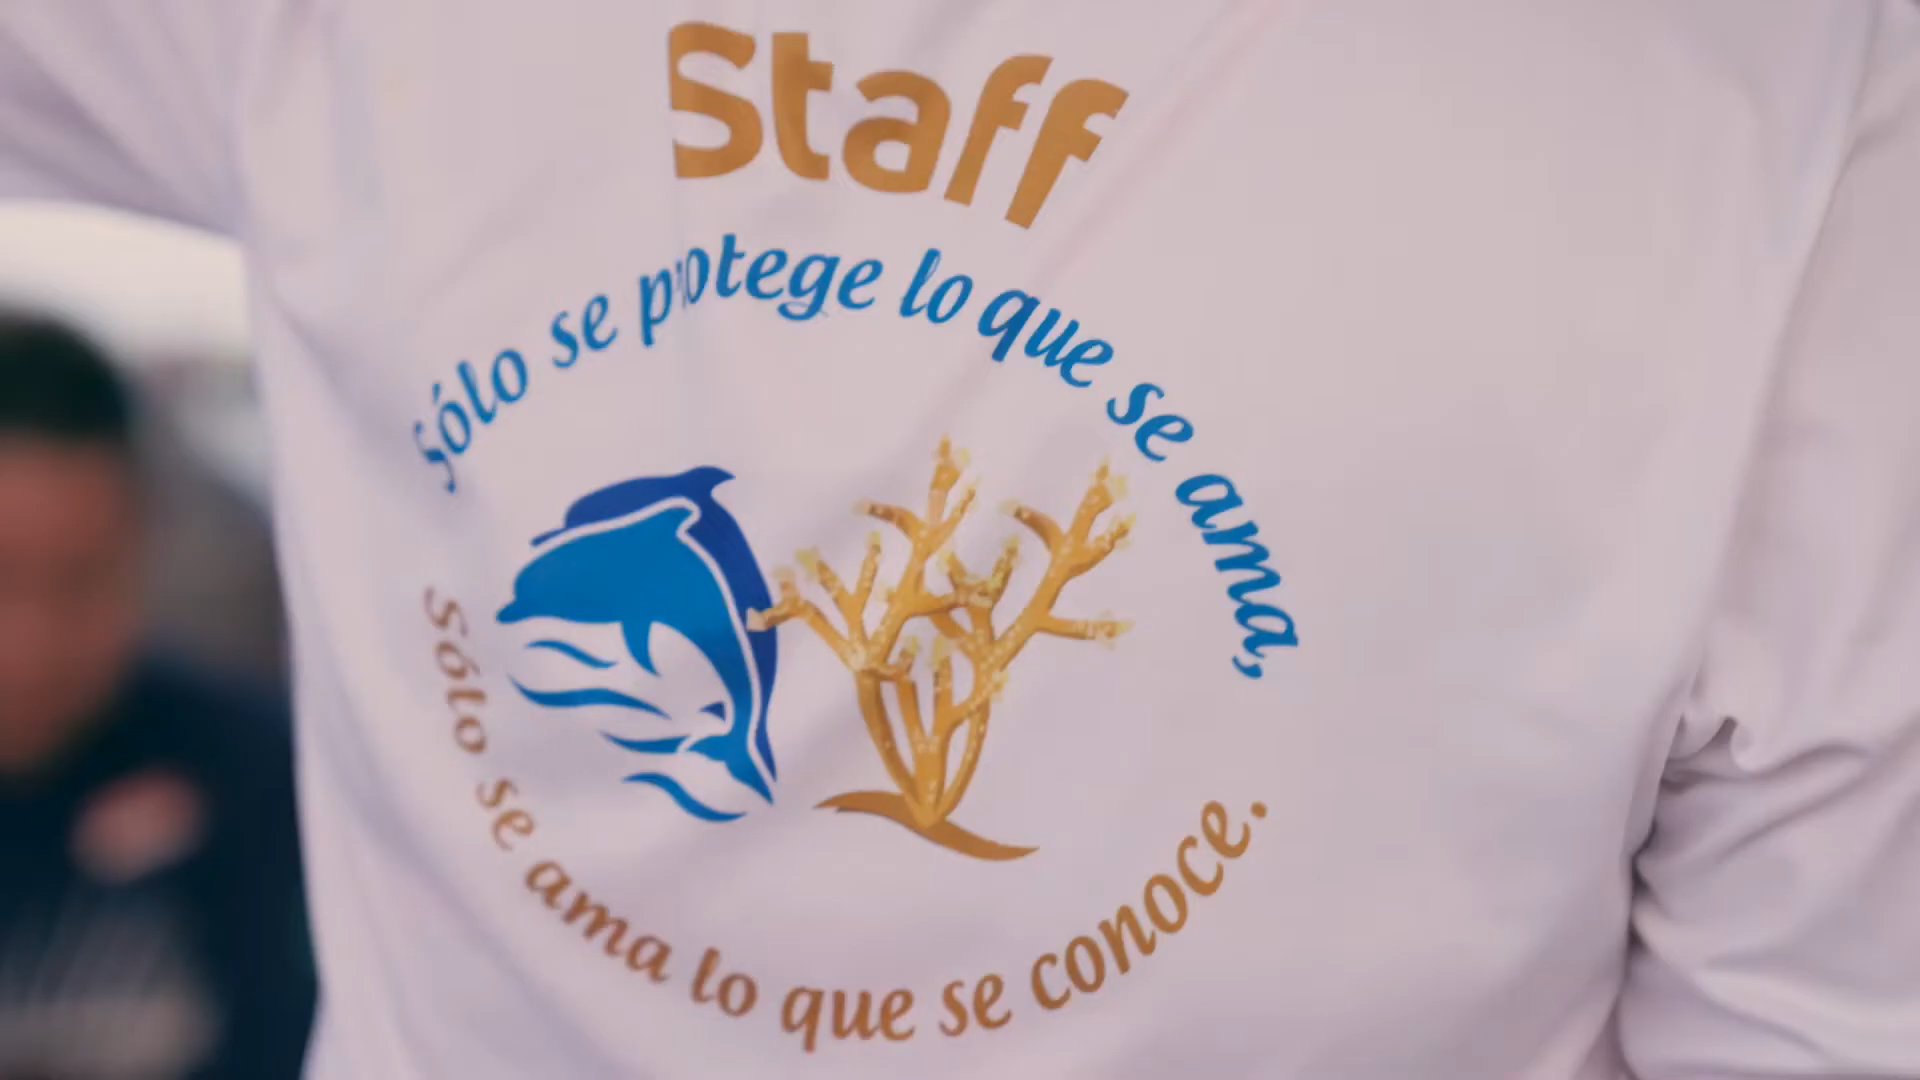 Staff
Sólo se protege lo que se ama,
Sólo se ama lo que se conoce.